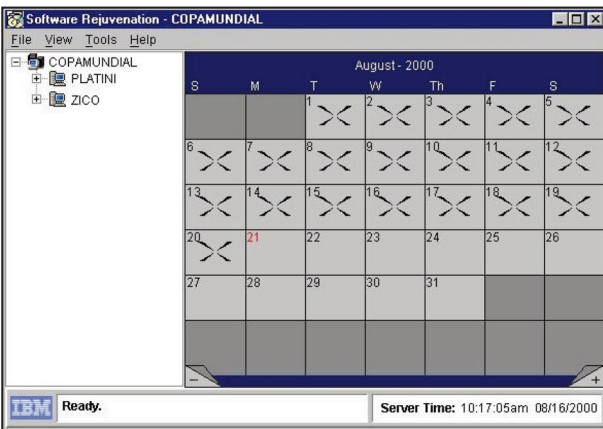 Software Rejuvenation - COPAMUNDIAL
File View Tools Help
COPAMUNDIAL
PLATINI
ZICO
August - 2000
S M T W Th F S
1 2 3 4 5
6 7 8 9 10 11 12
13 14 15 16 17 18 19
20 21 22 23 24 25 26
27 28 29 30 31
- +
IBM Ready. Server Time: 10:17:05am 08/16/2000